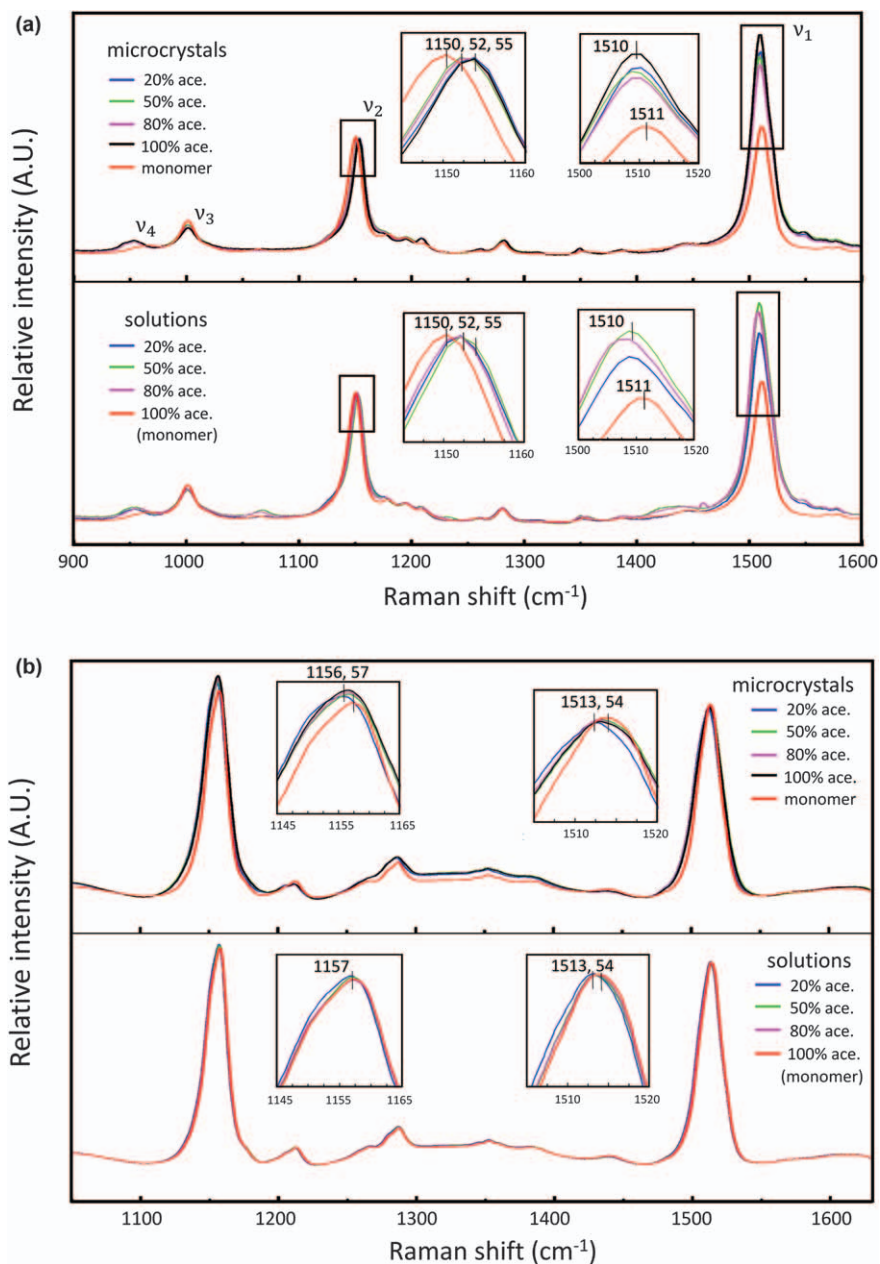 (a)
microcrystals
20% ace.
50% ace.
80% ace.
100% ace.
monomer
ν4
ν3
ν2
ν1
1150, 52, 55
1150 1160
1510
1511
1500 1510 1520
solutions
20% ace.
50% ace.
80% ace.
100% ace.
(monomer)
1150, 52, 55
1150 1160
1510
1511
1500 1510 1520
Relative intensity (A.U.)
900 1000 1100 1200 1300 1400 1500 1600
Raman shift (cm-1)
(b)
1156, 57
1145 1155 1165
1513, 54
1510 1520
microcrystals
20% ace.
50% ace.
80% ace.
100% ace.
monomer
1157
1145 1155 1165
1513, 54
1510 1520
solutions
20% ace.
50% ace.
80% ace.
100% ace.
(monomer)
Relative intensity (A.U.)
1100 1200 1300 1400 1500 1600
Raman shift (cm-1)